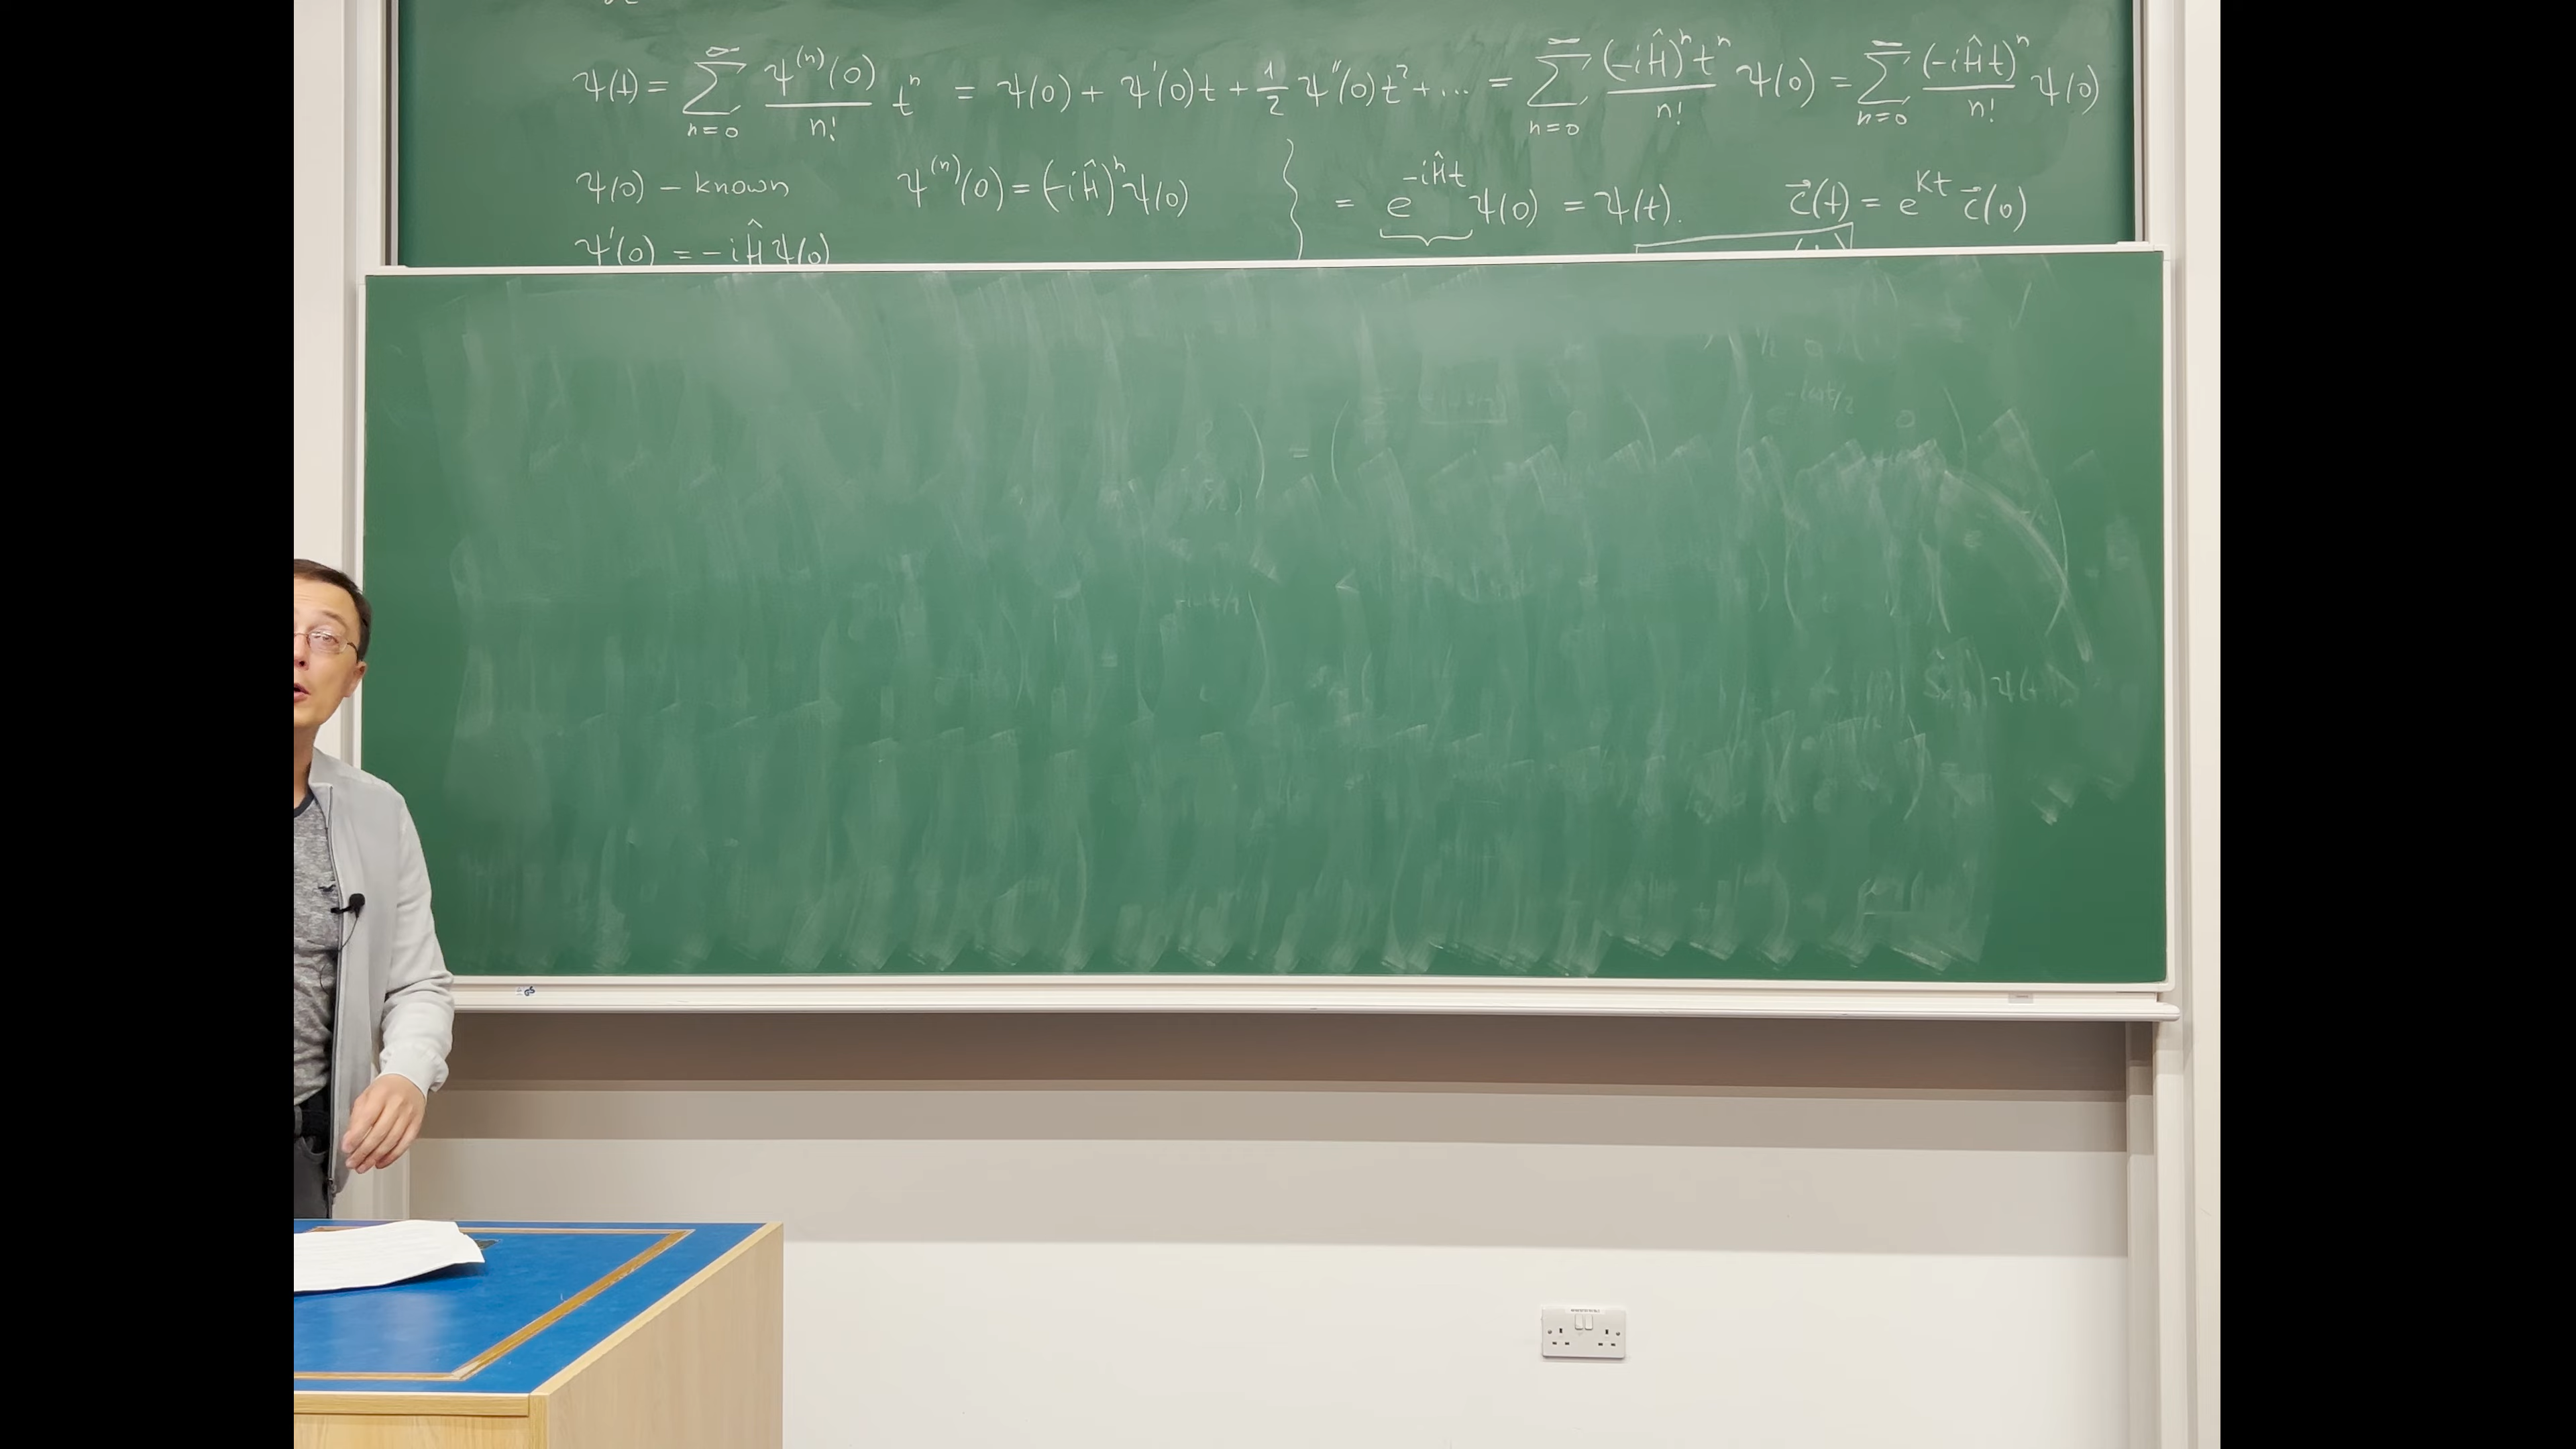 ψ(t) = ∑_{n=0}^{∞} ψ^{(n)}(0)/n! t^n = ψ(0) + ψ'(0)t + 1/2 ψ''(0)t² + ... = ∑_{n=0}^{∞} (-iĤ)^n t^n/n! ψ(0) = ∑_{n=0}^{∞} (-iĤt)^n/n! ψ(0)
ψ(0) – known ψ^{(n)}(0) = (-iĤ)^n ψ(0) } = e^{-iĤt} ψ(0) = ψ(t). c⃗(t) = e^{Kt} c⃗(0)
ψ'(0) = -iĤ ψ(0)